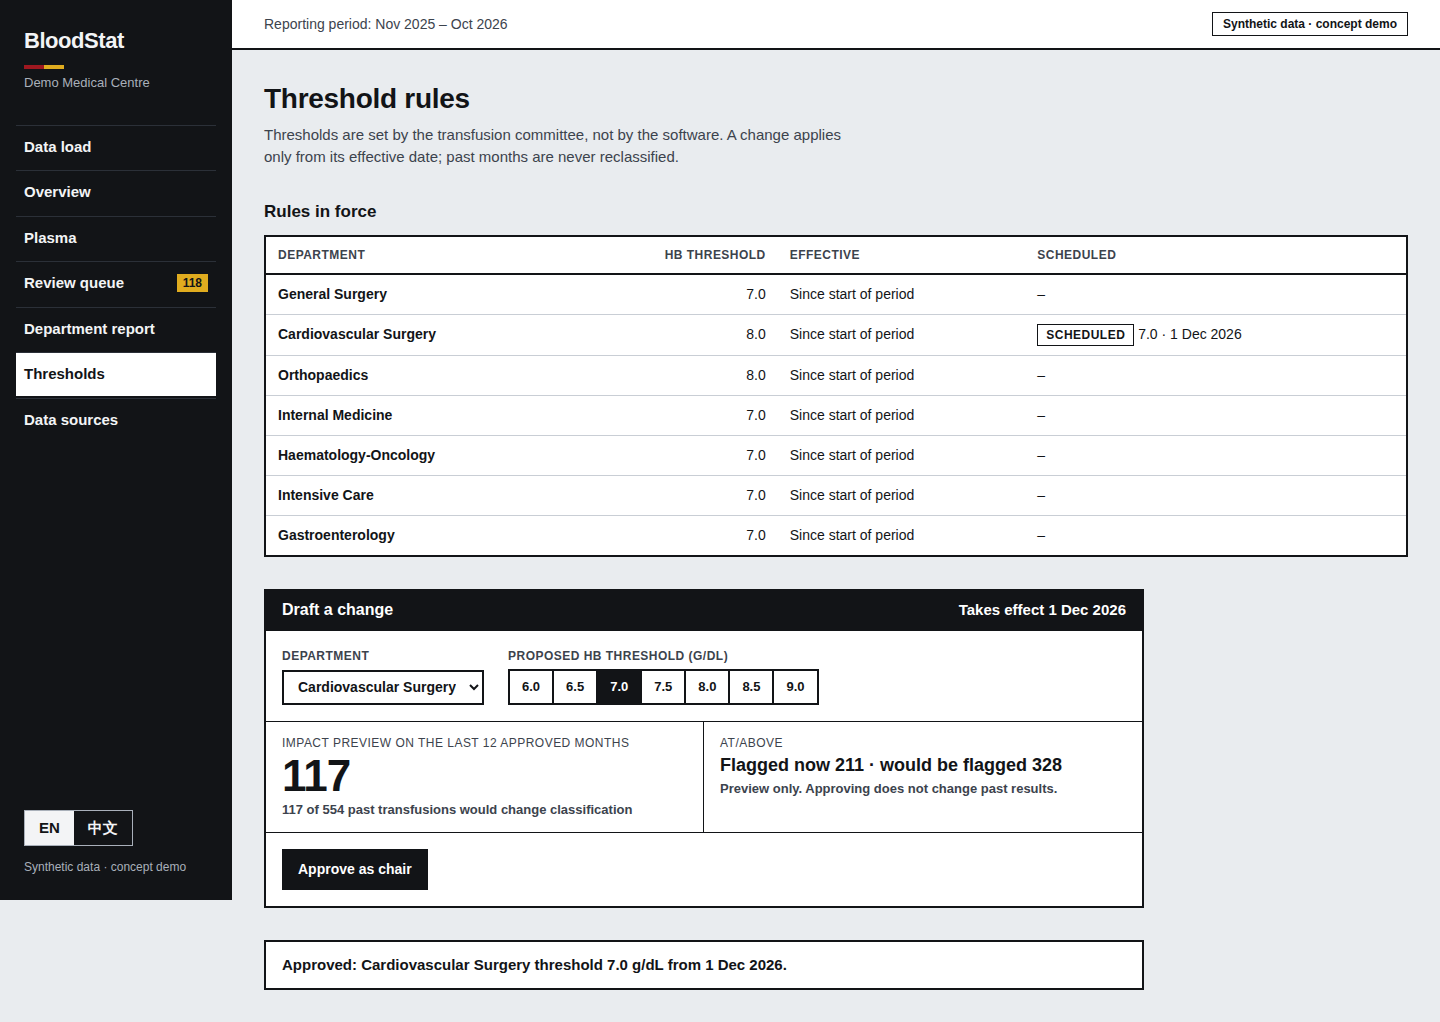 BloodStat
Demo Medical Centre
Data load
Overview
Plasma
Review queue 118
Department report
Thresholds
Data sources
EN 中文
Synthetic data · concept demo
Reporting period: Nov 2025 – Oct 2026
Synthetic data · concept demo
Threshold rules
Thresholds are set by the transfusion committee, not by the software. A change applies
only from its effective date; past months are never reclassified.
Rules in force
DEPARTMENT HB THRESHOLD EFFECTIVE SCHEDULED
General Surgery 7.0 Since start of period –
Cardiovascular Surgery 8.0 Since start of period SCHEDULED 7.0 · 1 Dec 2026
Orthopaedics 8.0 Since start of period –
Internal Medicine 7.0 Since start of period –
Haematology-Oncology 7.0 Since start of period –
Intensive Care 7.0 Since start of period –
Gastroenterology 7.0 Since start of period –
Draft a change Takes effect 1 Dec 2026
DEPARTMENT PROPOSED HB THRESHOLD (G/DL)
Cardiovascular Surgery 6.0 6.5 7.0 7.5 8.0 8.5 9.0
IMPACT PREVIEW ON THE LAST 12 APPROVED MONTHS
117
117 of 554 past transfusions would change classification
AT/ABOVE
Flagged now 211 · would be flagged 328
Preview only. Approving does not change past results.
Approve as chair
Approved: Cardiovascular Surgery threshold 7.0 g/dL from 1 Dec 2026.